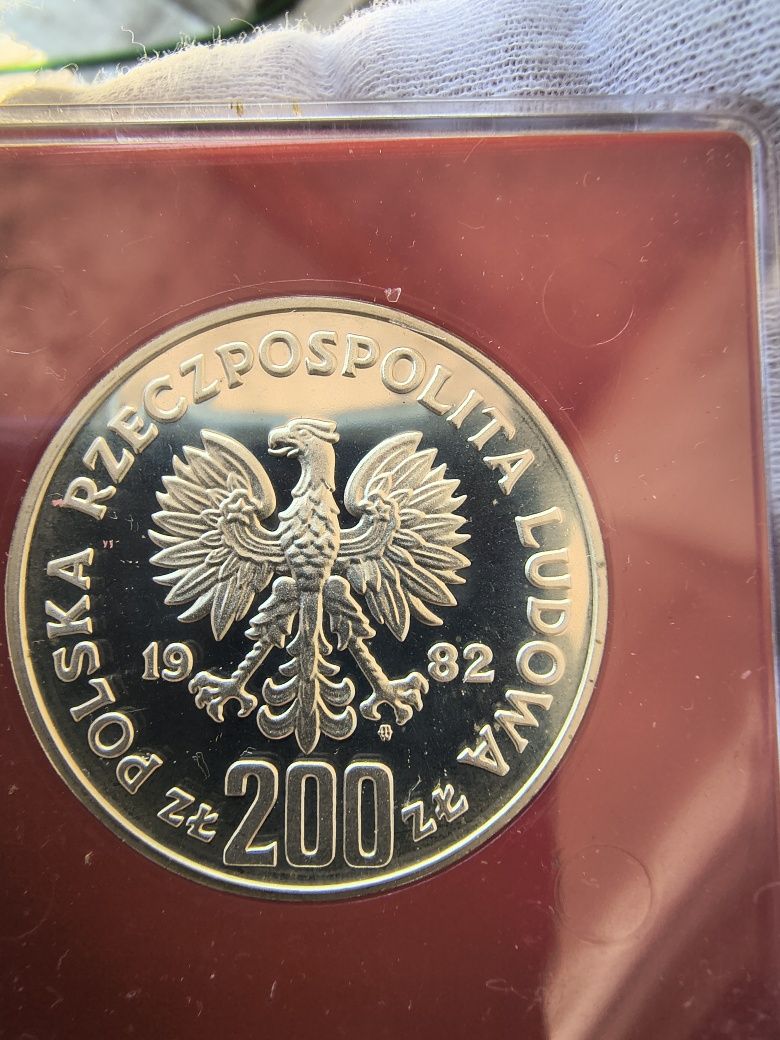 POLSKA RZECZPOSPOLITA LUDOWA
19 82
ZŁ 200 ZŁ